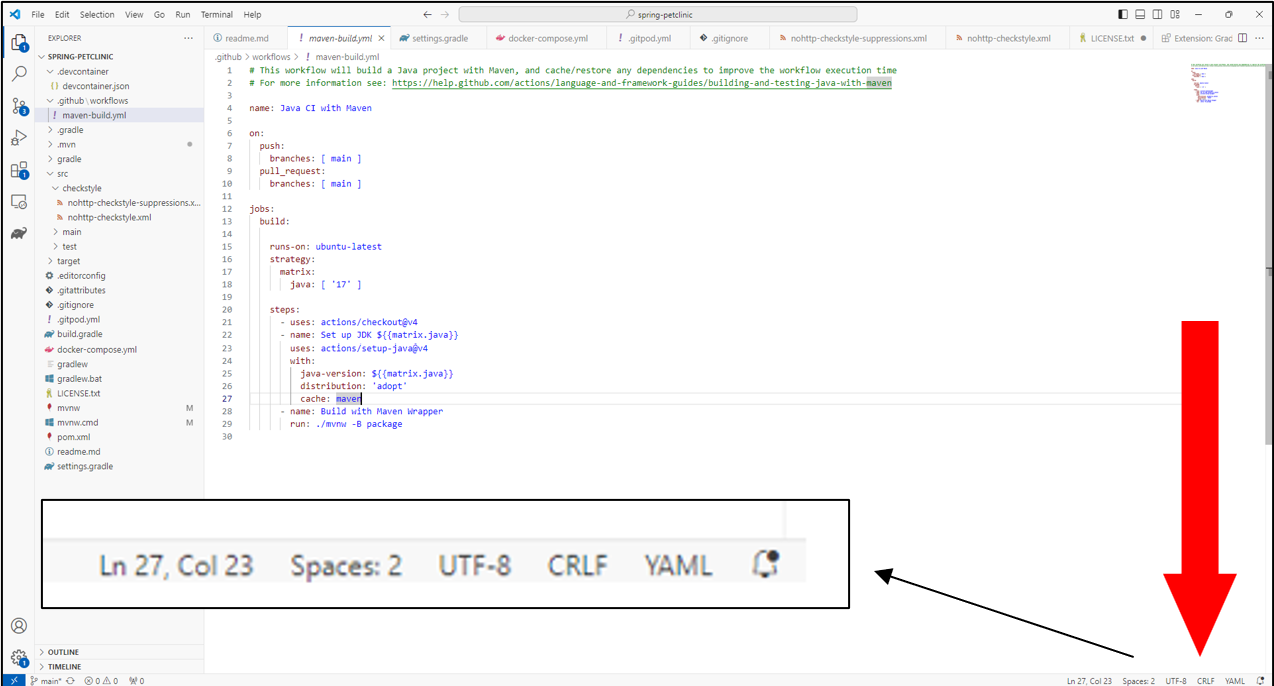 File Edit Selection View Go Run Terminal Help
spring-petclinic
EXPLORER
SPRING-PETCLINIC
.devcontainer
devcontainer.json
.github\workflows
maven-build.yml
.gradle
.mvn
gradle
src
checkstyle
nohttp-checkstyle-suppressions.x...
nohttp-checkstyle.xml
main
test
target
.editorconfig
.gitattributes
.gitignore
.gitpod.yml
build.gradle
docker-compose.yml
gradlew
gradlew.bat
LICENSE.txt
mvnw M
mvnw.cmd M
pom.xml
readme.md
settings.gradle
OUTLINE
TIMELINE
readme.md maven-build.yml settings.gradle docker-compose.yml .gitpod.yml .gitignore nohttp-checkstyle-suppressions.xml nohttp-checkstyle.xml LICENSE.txt Extension: Grad
.github > workflows > maven-build.yml
1 # This workflow will build a Java project with Maven, and cache/restore any dependencies to improve the workflow execution time
2 # For more information see: https://help.github.com/actions/language-and-framework-guides/building-and-testing-java-with-maven
3
4 name: Java CI with Maven
5
6 on:
7 push:
8 branches: [ main ]
9 pull_request:
10 branches: [ main ]
11
12 jobs:
13 build:
14
15 runs-on: ubuntu-latest
16 strategy:
17 matrix:
18 java: [ '17' ]
19
20 steps:
21 - uses: actions/checkout@v4
22 - name: Set up JDK ${{matrix.java}}
23 uses: actions/setup-java@v4
24 with:
25 java-version: ${{matrix.java}}
26 distribution: 'adopt'
27 cache: maven
28 - name: Build with Maven Wrapper
29 run: ./mvnw -B package
30
Ln 27, Col 23 Spaces: 2 UTF-8 CRLF YAML
main* 0 0 0
Ln 27, Col 23 Spaces: 2 UTF-8 CRLF YAML